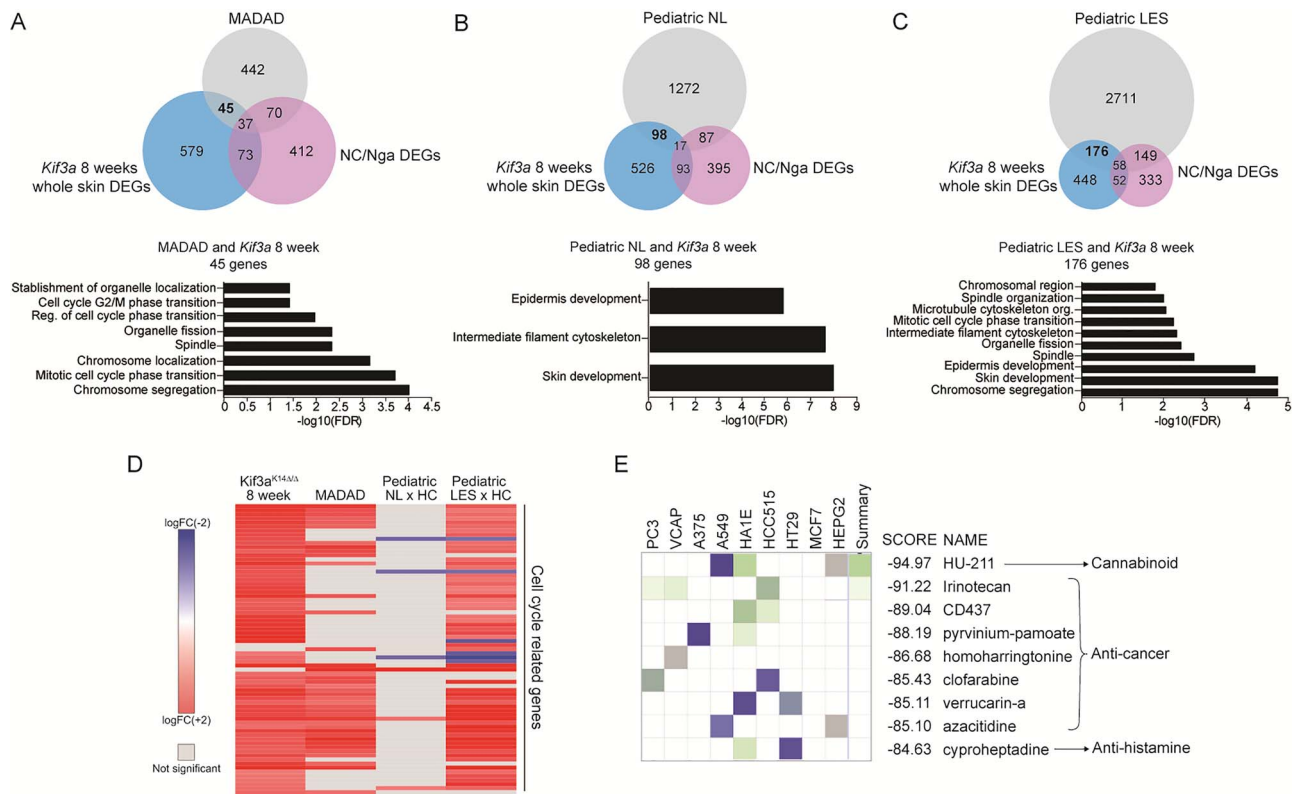 A
MADAD
442
45
70
37
579
73
412
Kif3a 8 weeks
whole skin DEGs
NC/Nga DEGs
MADAD and Kif3a 8 week
45 genes
Stablishment of organelle localization
Cell cycle G2/M phase transition
Reg. of cell cycle phase transition
Organelle fission
Spindle
Chromosome localization
Mitotic cell cycle phase transition
Chromosome segregation
0 0.5 1 1.5 2 2.5 3 3.5 4 4.5
-log10(FDR)
B
Pediatric NL
1272
98
87
17
526
93
395
Kif3a 8 weeks
whole skin DEGs
NC/Nga DEGs
Pediatric NL and Kif3a 8 week
98 genes
Epidermis development
Intermediate filament cytoskeleton
Skin development
0 1 2 3 4 5 6 7 8 9
-log10(FDR)
C
Pediatric LES
2711
176
149
58
448
52
333
Kif3a 8 weeks
whole skin DEGs
NC/Nga DEGs
Pediatric LES and Kif3a 8 week
176 genes
Chromosomal region
Spindle organization
Microtubule cytoskeleton org.
Mitotic cell cycle phase transition
Intermediate filament cytoskeleton
Organelle fission
Spindle
Epidermis development
Skin development
Chromosome segregation
0 1 2 3 4 5
-log10(FDR)
D
Kif3aK14Δ/Δ
8 week
MADAD
Pediatric
NL x HC
Pediatric
LES x HC
logFC(-2)
logFC(+2)
Not significant
Cell cycle related genes
E
PC3 VCAP A375 A549 HA1E HCC515 HT29 MCF7 HEPG2 Summary
SCORE NAME
-94.97 HU-211 Cannabinoid
-91.22 Irinotecan
-89.04 CD437
-88.19 pyrvinium-pamoate
-86.68 homoharringtonine
Anti-cancer
-85.43 clofarabine
-85.11 verrucarin-a
-85.10 azacitidine
-84.63 cyproheptadine Anti-histamine